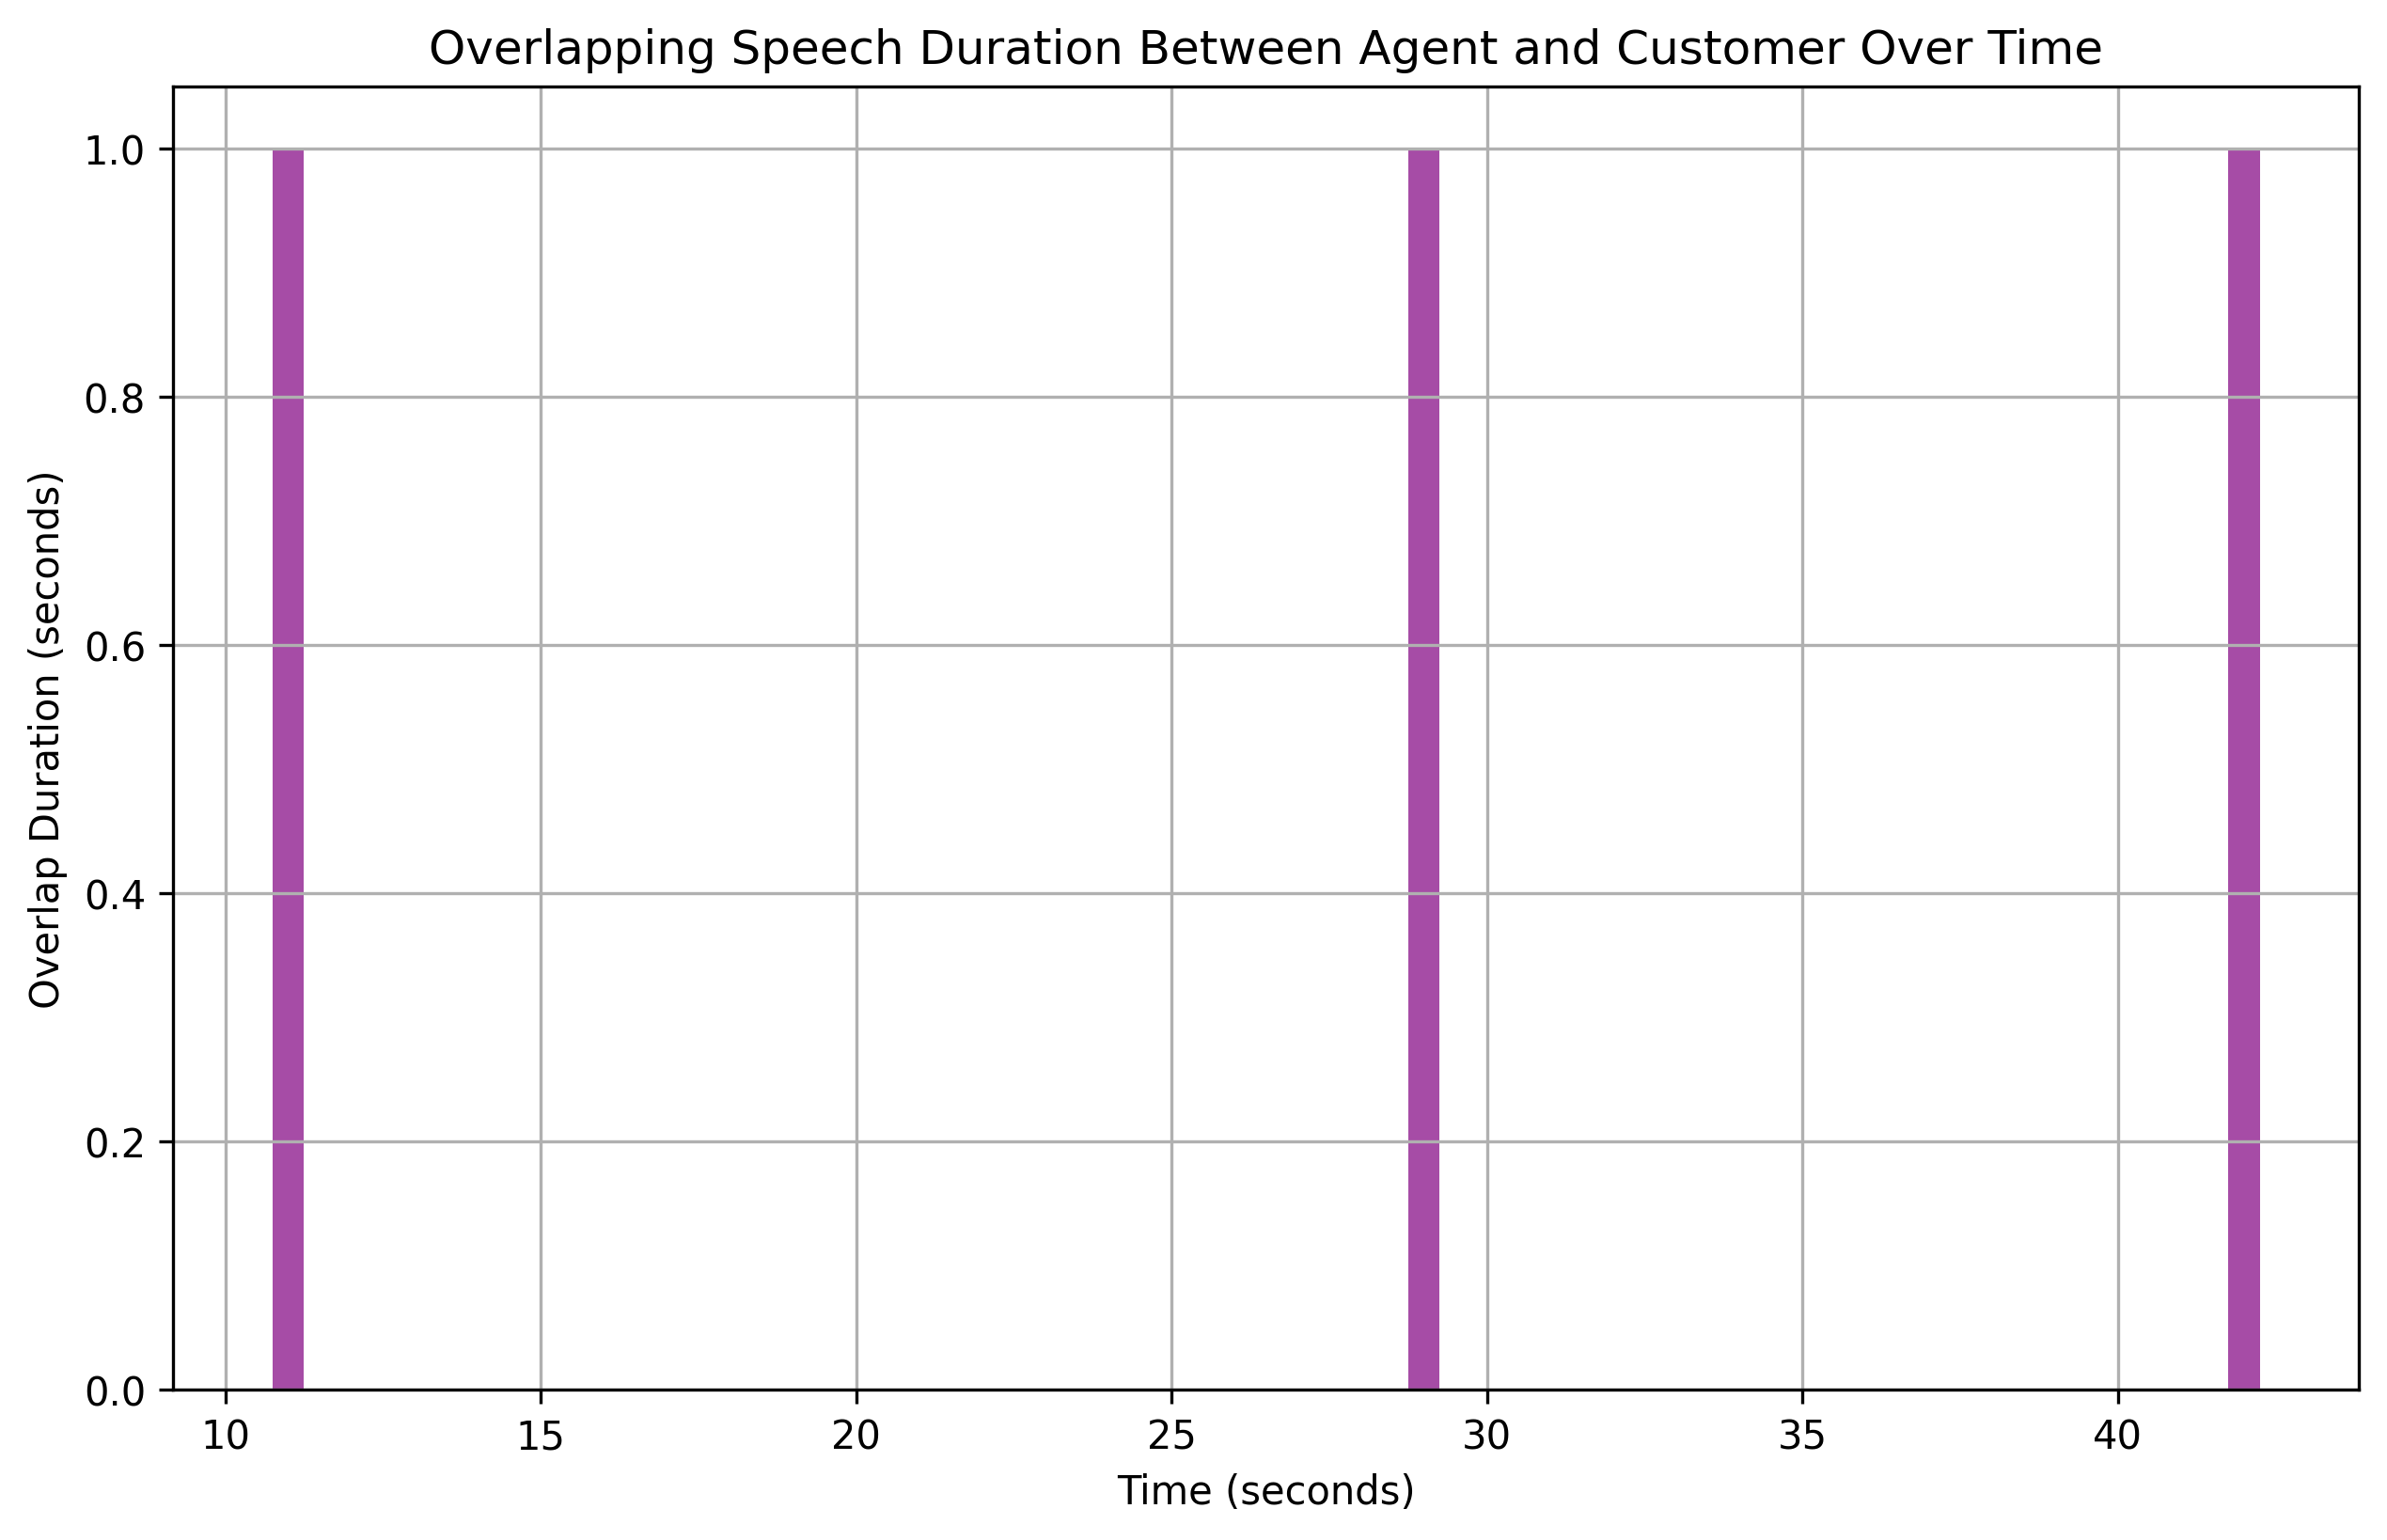 Overlapping Speech Duration Between Agent and Customer Over Time
Overlap Duration (seconds)
1.0
0.8
0.6
0.4
0.2
0.0
10 15 20 25 30 35 40
Time (seconds)